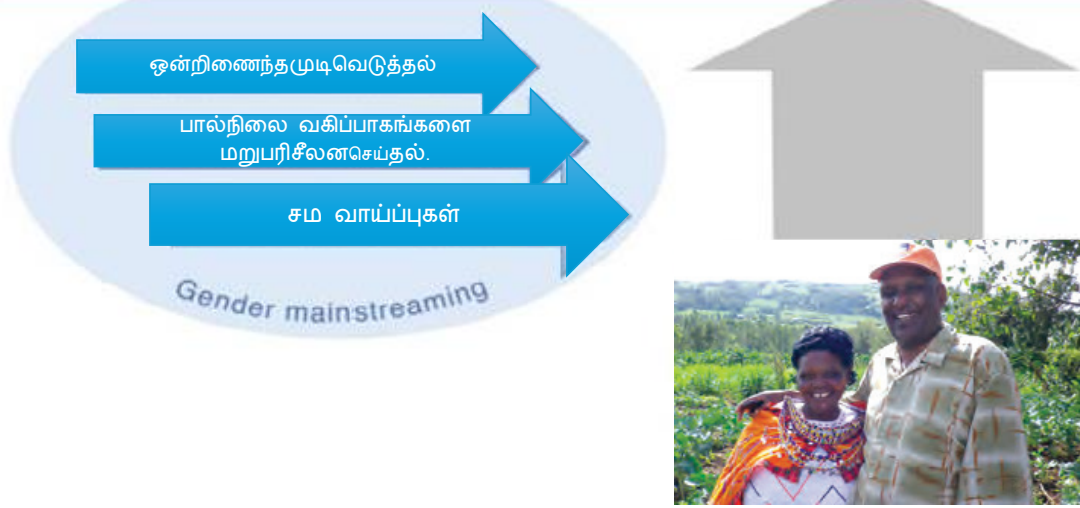 ஒன்றிணைந்தமுடிவெடுத்தல்
பால்நிலை வகிப்பாகங்களை
மறுபரிசீலனசெய்தல்.
சம வாய்ப்புகள்
Gender mainstreaming